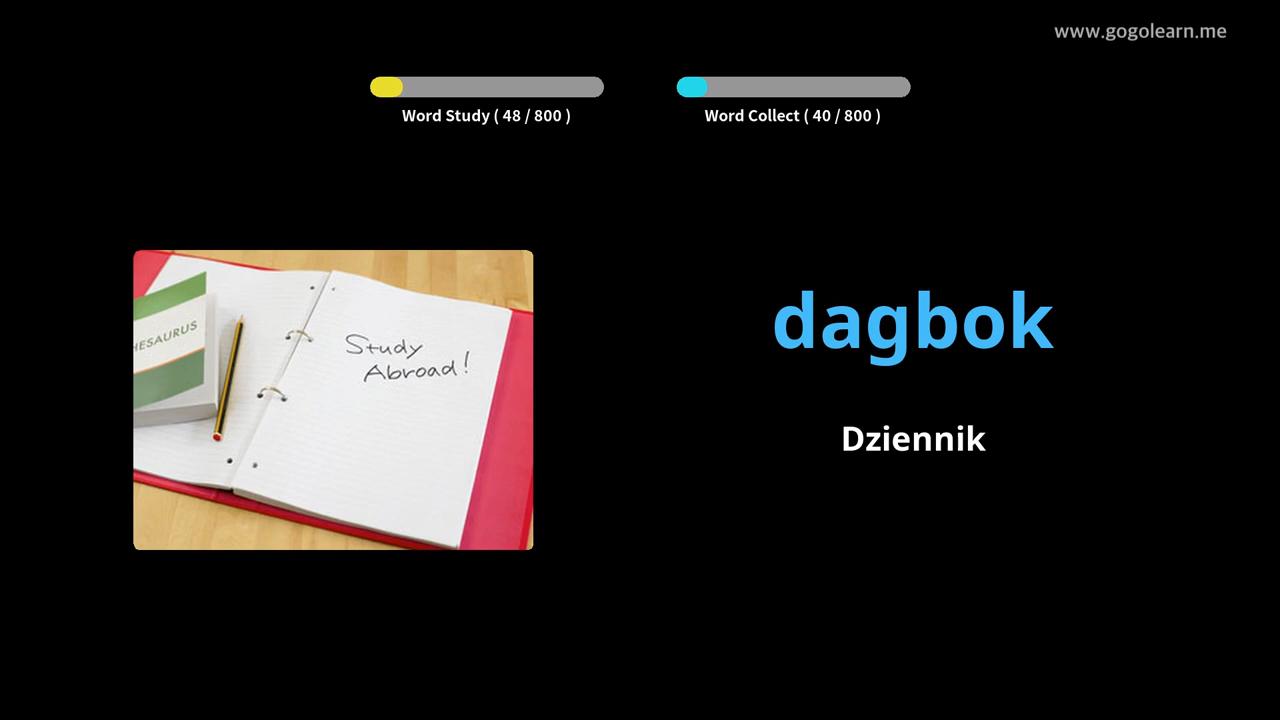 www.gogolearn.me
Word Study ( 48 / 800 )
Word Collect ( 40 / 800 )
HESAURUS
Study
Abroad!
dagbok
Dziennik